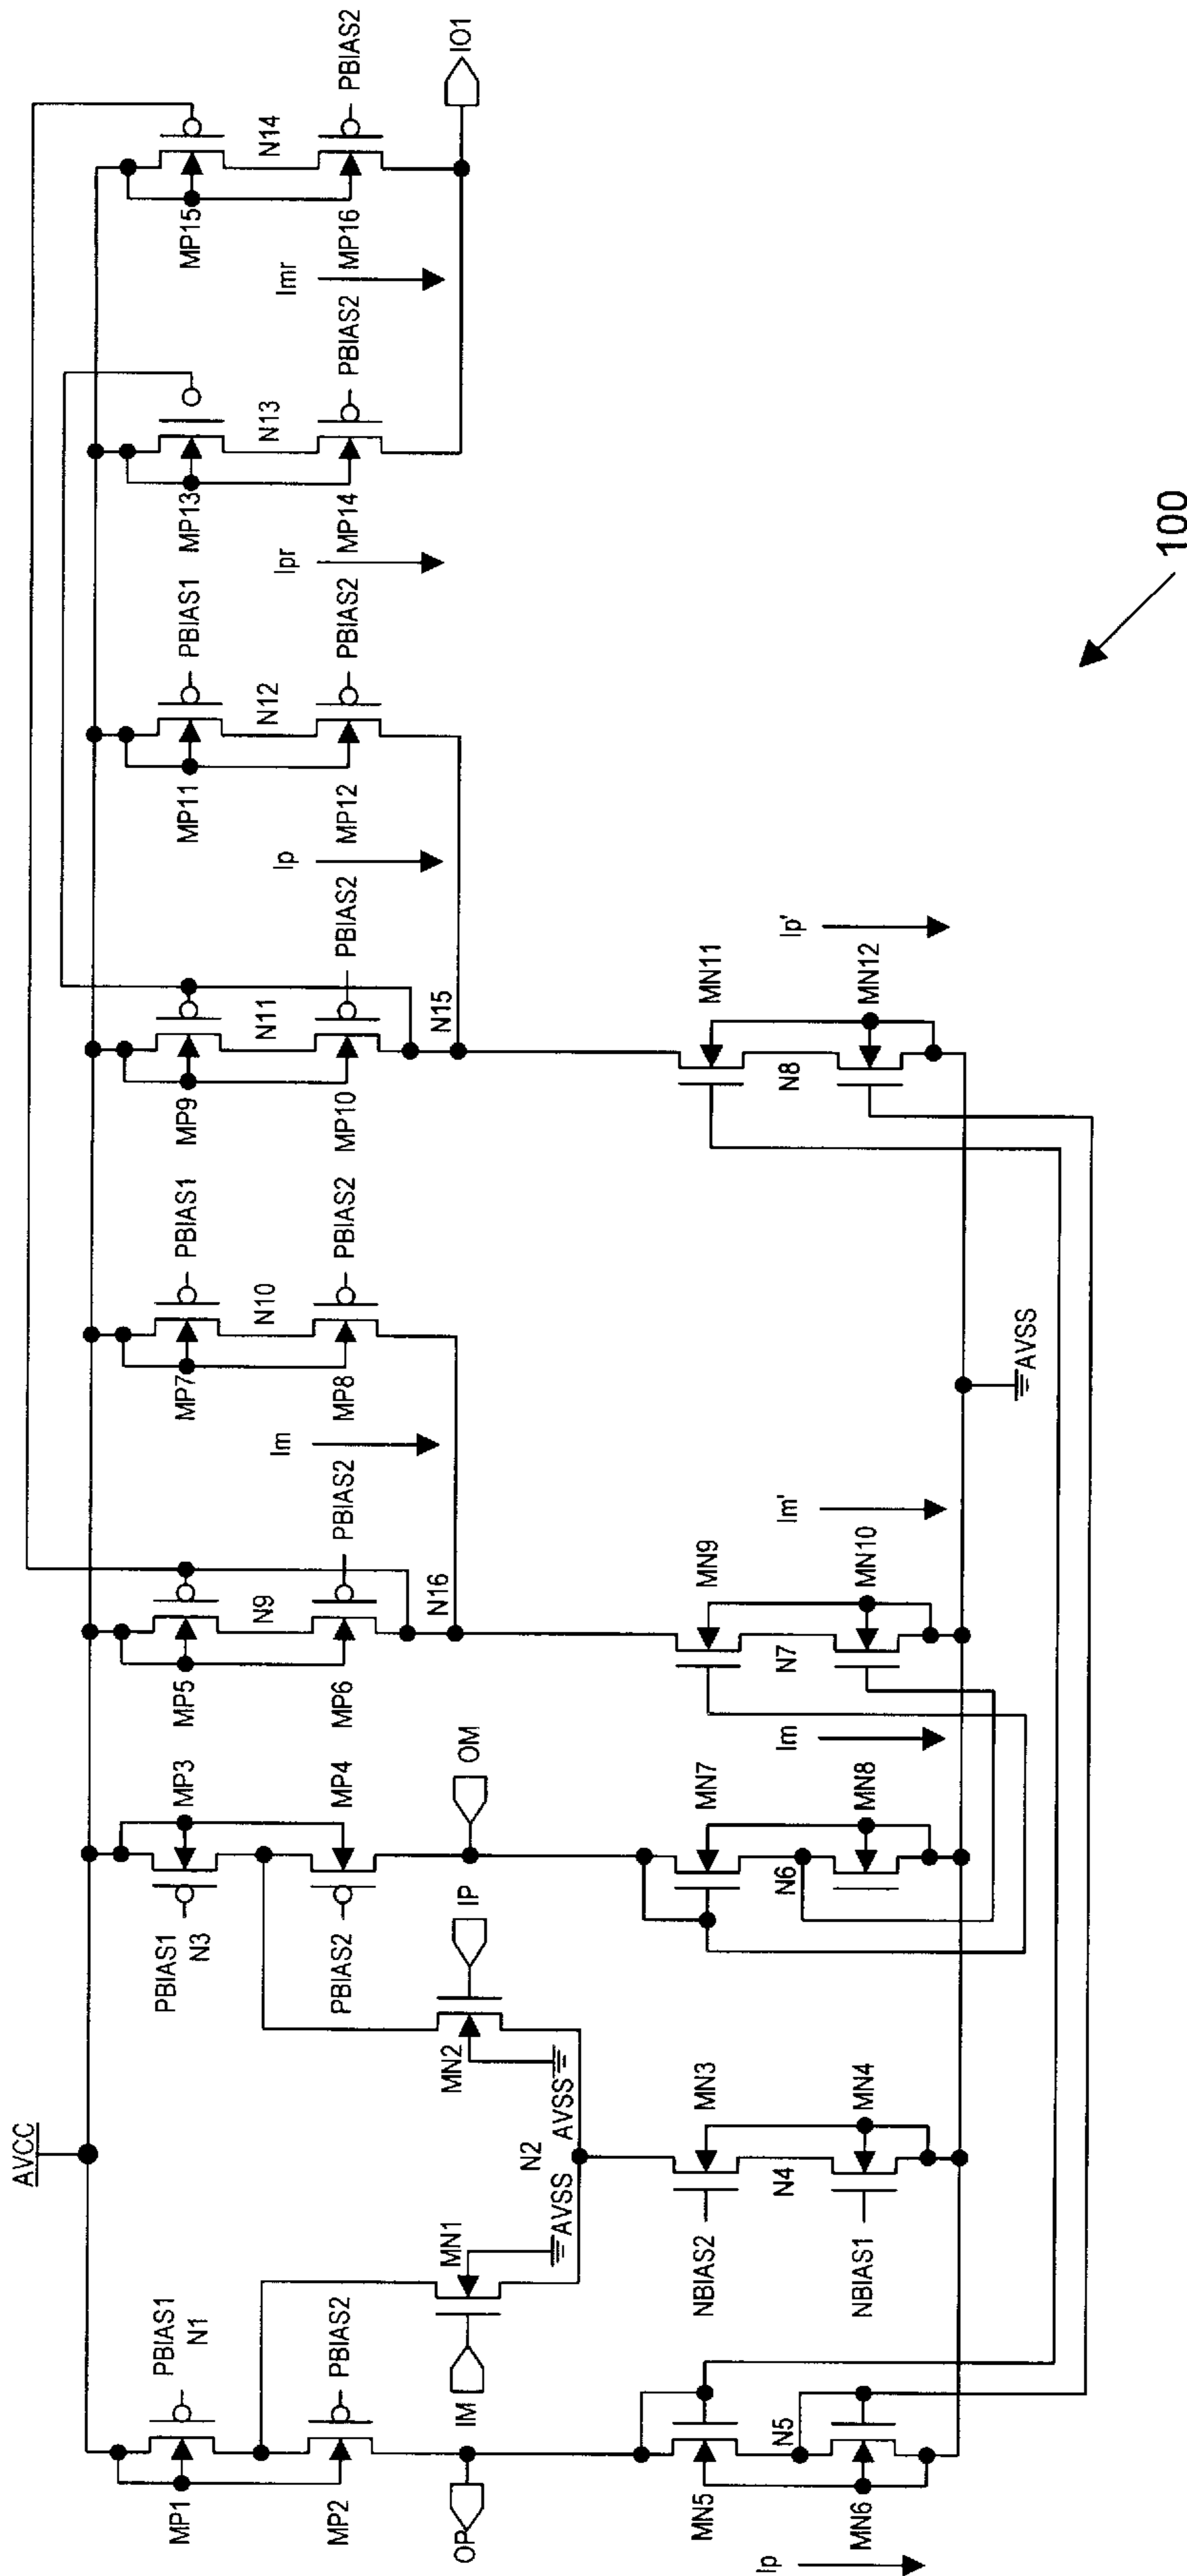 AVCC
MP1
PBIAS1
N1
MP2
PBIAS2
OP
IM
MN1
AVSS
N2
AVSS
MN2
IP
PBIAS1
N3
MP3
PBIAS2
MP4
OM
MN5
N5
MN6
Ip
NBIAS2
MN3
N4
NBIAS1
MN4
MN7
N6
MN8
Im
MP5
N9
MP6
PBIAS2
N16
MN9
N7
MN10
Im'
Im
MP7
PBIAS1
N10
MP8
PBIAS2
AVSS
MP9
N11
MP10
PBIAS2
N15
MN11
N8
MN12
Ip'
Ip
MP11
PBIAS1
N12
MP12
PBIAS2
Ipr
MP13
N13
MP14
PBIAS2
Imr
MP15
N14
MP16
PBIAS2
IO1
100